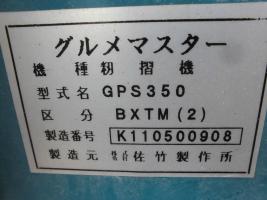 グルメマスター
機種籾摺機
型式名 GPS350
区分 BXTM(2)
製造番号 K110500908
製造元 株式会社 佐竹製作所